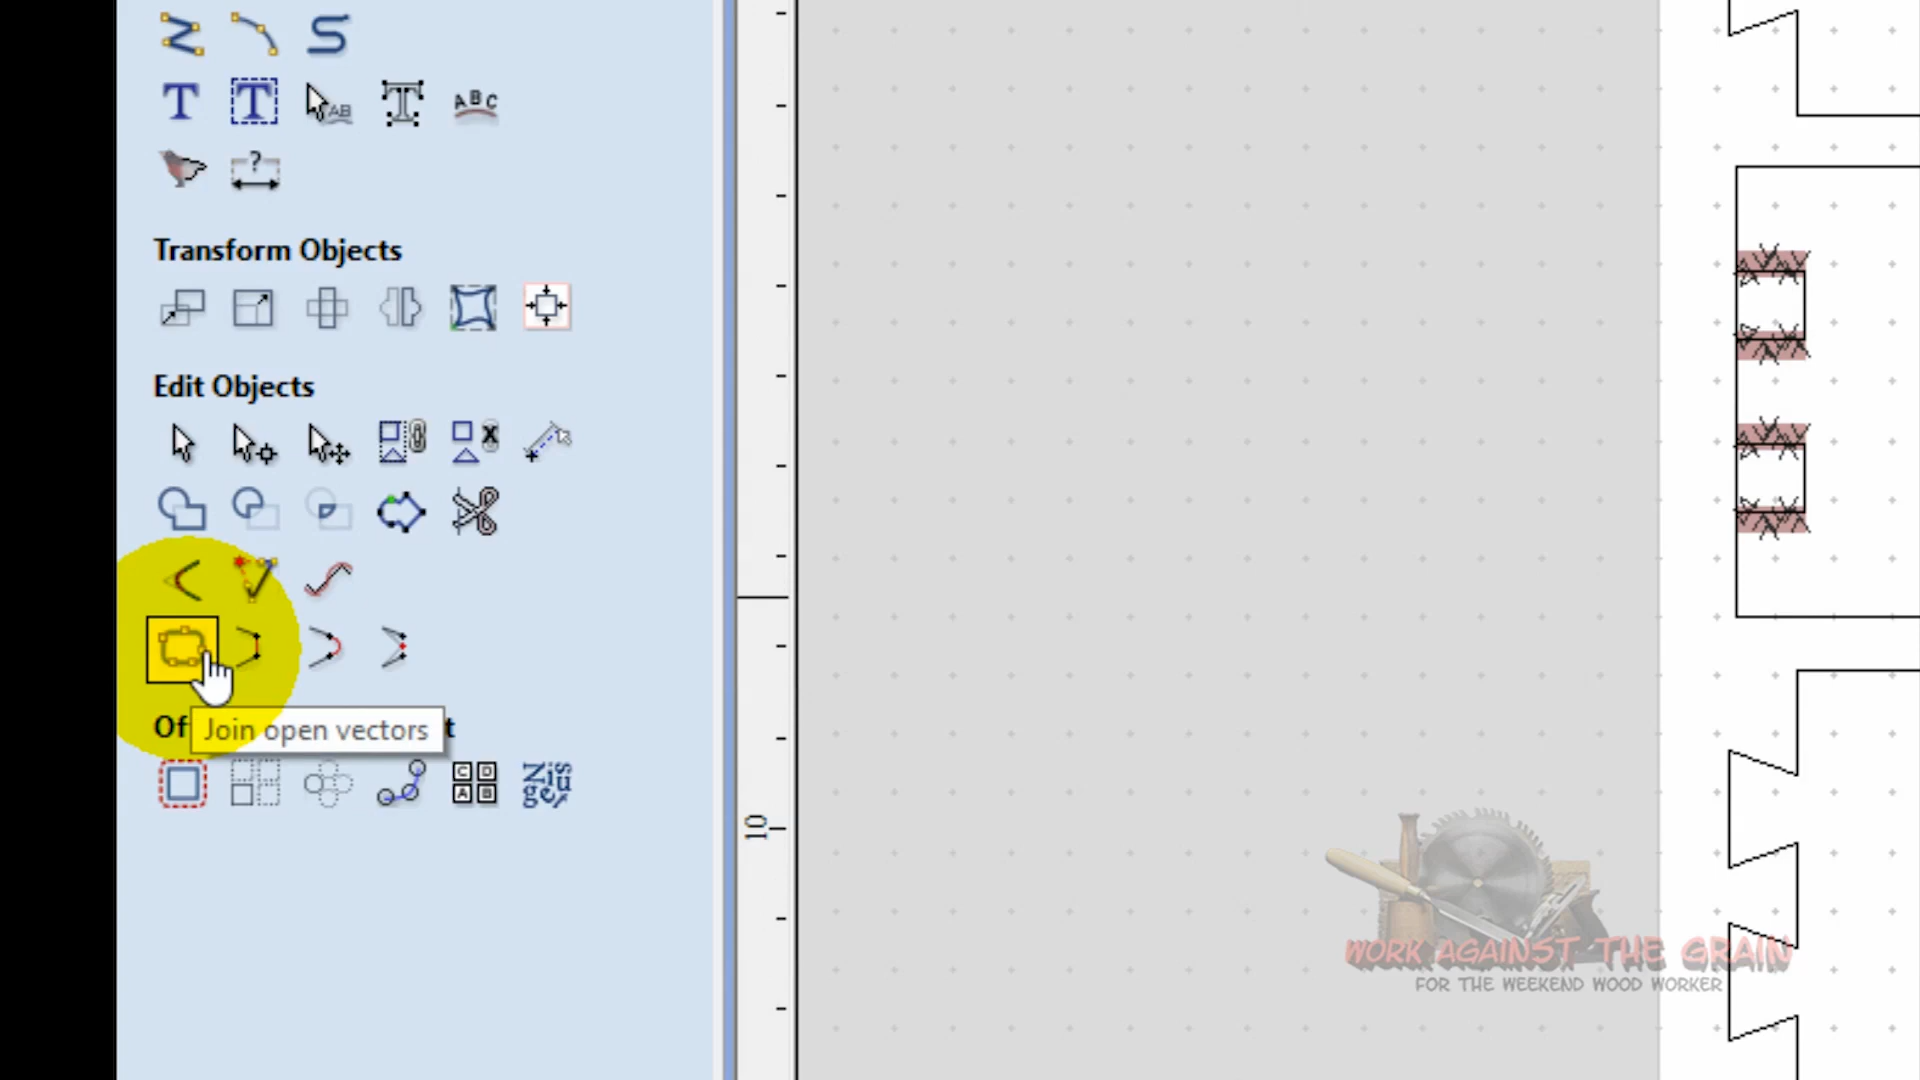 T T AB T ABC
?
Transform Objects
Edit Objects
x
Of t
Join open vectors
C D
A B
10
WORK AGAINST THE GRAIN
FOR THE WEEKEND WOOD WORKER